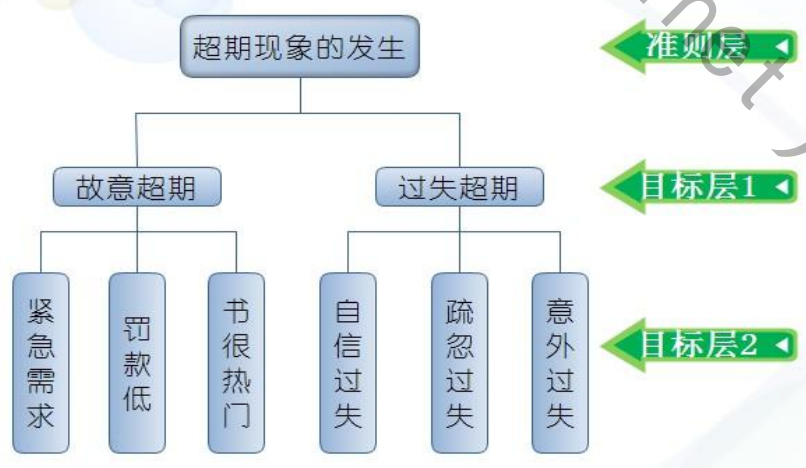 超期现象的发生
准则层
故意超期
过失超期
目标层1
紧急需求
罚款低
书很热门
自信过失
疏忽过失
意外过失
目标层2
net